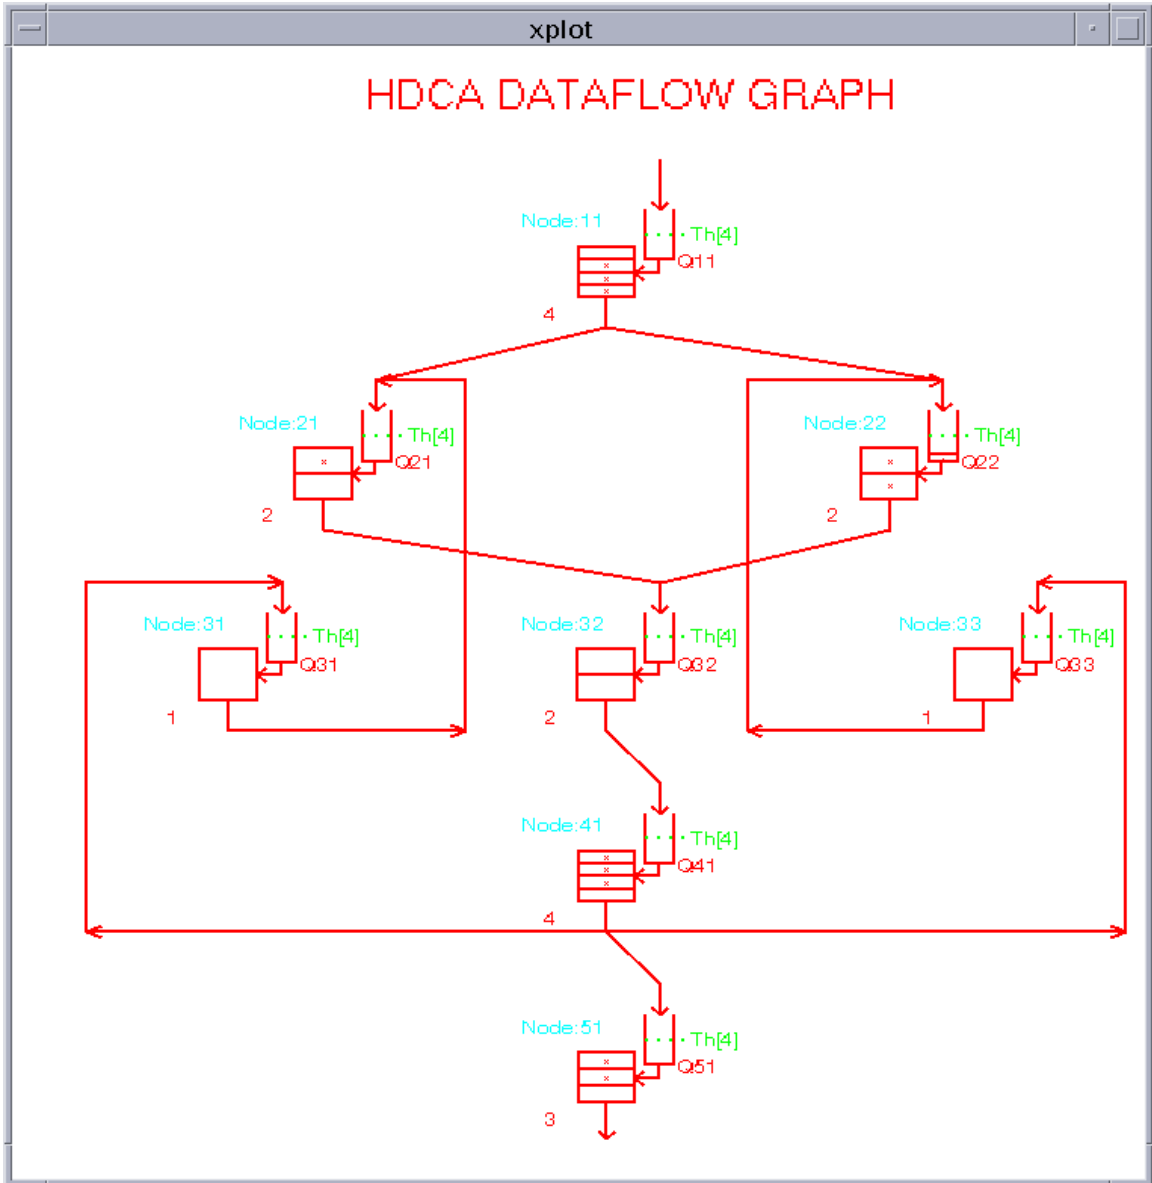 xplot
HDCA DATAFLOW GRAPH
Node:11
Th[4]
Q11
4
Node:21
Th[4]
Q21
2
Node:22
Th[4]
Q22
2
Node:31
Th[4]
Q31
1
Node:32
Th[4]
Q32
2
Node:33
Th[4]
Q33
1
Node:41
Th[4]
Q41
4
Node:51
Th[4]
Q51
3